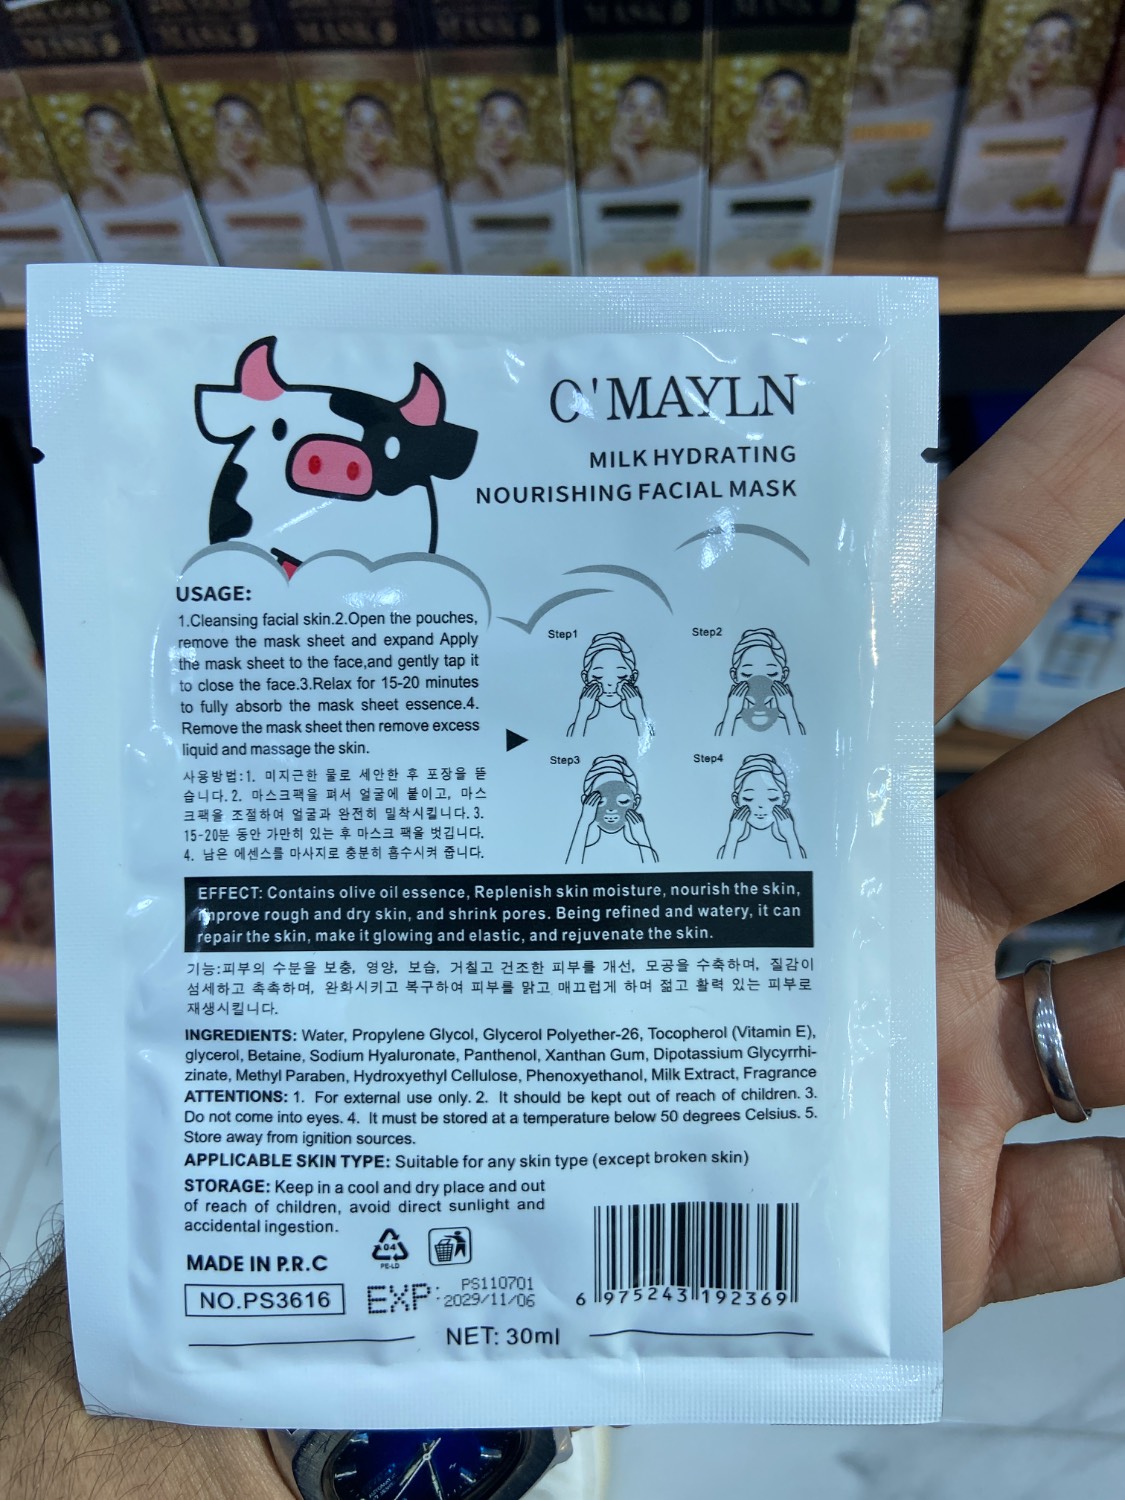 MASK
MASK
MASK
MASK
MASK
MASK
O'MAYLN
MILK HYDRATING
NOURISHING FACIAL MASK
USAGE:
1.Cleansing facial skin.2.Open the pouches,
remove the mask sheet and expand Apply
the mask sheet to the face,and gently tap it
to close the face.3.Relax for 15-20 minutes
to fully absorb the mask sheet essence.4.
Remove the mask sheet then remove excess
liquid and massage the skin.
Step1
Step2
Step3
Step4
사용방법:1. 미지근한 물로 세안한 후 포장을 뜯
습니다.2. 마스크팩을 펴서 얼굴에 붙이고, 마스
크팩을 조절하여 얼굴과 완전히 밀착시킵니다.3.
15-20분 동안 가만히 있는 후 마스크 팩을 벗깁니다.
4. 남은 에센스를 마사지로 충분히 흡수시켜 줍니다.
EFFECT: Contains olive oil essence, Replenish skin moisture, nourish the skin,
improve rough and dry skin, and shrink pores. Being refined and watery, it can
repair the skin, make it glowing and elastic, and rejuvenate the skin.
기능:피부의 수분을 보충, 영양, 보습, 거칠고 건조한 피부를 개선, 모공을 수축하며, 질감이
섬세하고 촉촉하며, 완화시키고 복구하여 피부를 맑고 매끄럽게 하며 젊고 활력 있는 피부로
재생시킵니다.
INGREDIENTS: Water, Propylene Glycol, Glycerol Polyether-26, Tocopherol (Vitamin E),
glycerol, Betaine, Sodium Hyaluronate, Panthenol, Xanthan Gum, Dipotassium Glycyrrhi-
zinate, Methyl Paraben, Hydroxyethyl Cellulose, Phenoxyethanol, Milk Extract, Fragrance
ATTENTIONS: 1. For external use only. 2. It should be kept out of reach of children. 3.
Do not come into eyes. 4. It must be stored at a temperature below 50 degrees Celsius. 5.
Store away from ignition sources.
APPLICABLE SKIN TYPE: Suitable for any skin type (except broken skin)
STORAGE: Keep in a cool and dry place and out
of reach of children, avoid direct sunlight and
accidental ingestion.
MADE IN P.R.C
04
PE-LD
NO.PS3616
EXP:
PS110701
2029/11/06
6 975243 192369
NET: 30ml